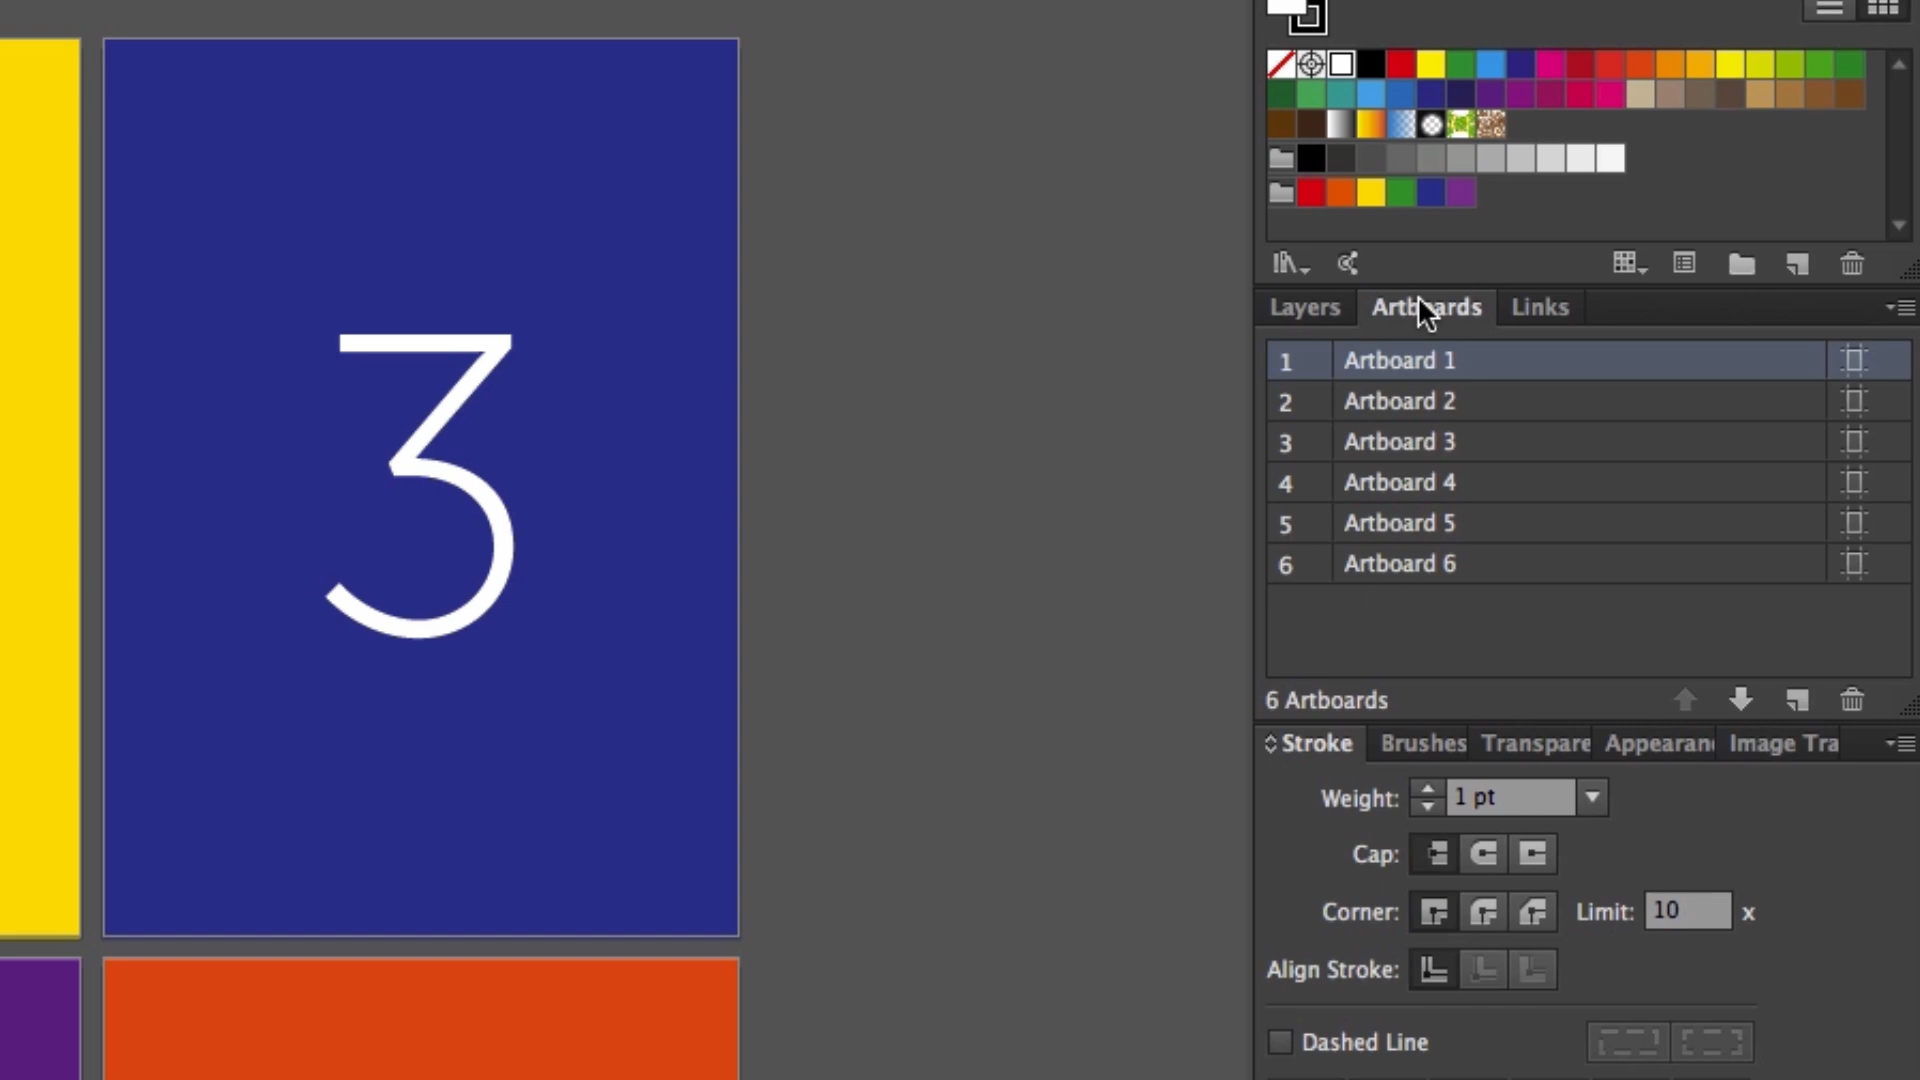 3
Layers Artboards Links
1 Artboard 1
2 Artboard 2
3 Artboard 3
4 Artboard 4
5 Artboard 5
6 Artboard 6
6 Artboards
Stroke Brushes Transpare Appearan Image Tra
Weight: 1 pt
Cap:
Corner: Limit: 10 x
Align Stroke:
Dashed Line